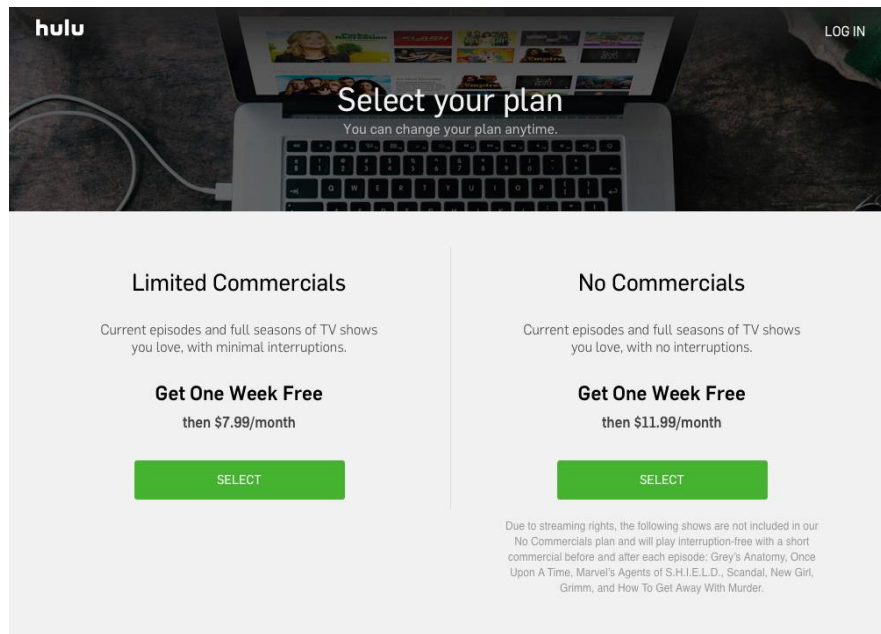 hulu
LOG IN
Select your plan
You can change your plan anytime.
Limited Commercials
Current episodes and full seasons of TV shows
you love, with minimal interruptions.
Get One Week Free
then $7.99/month
SELECT
No Commercials
Current episodes and full seasons of TV shows
you love, with no interruptions.
Get One Week Free
then $11.99/month
SELECT
Due to streaming rights, the following shows are not included in our
No Commercials plan and will play interruption-free with a short
commercial before and after each episode: Grey's Anatomy, Once
Upon A Time, Marvel's Agents of S.H.I.E.L.D., Scandal, New Girl,
Grimm, and How To Get Away With Murder.